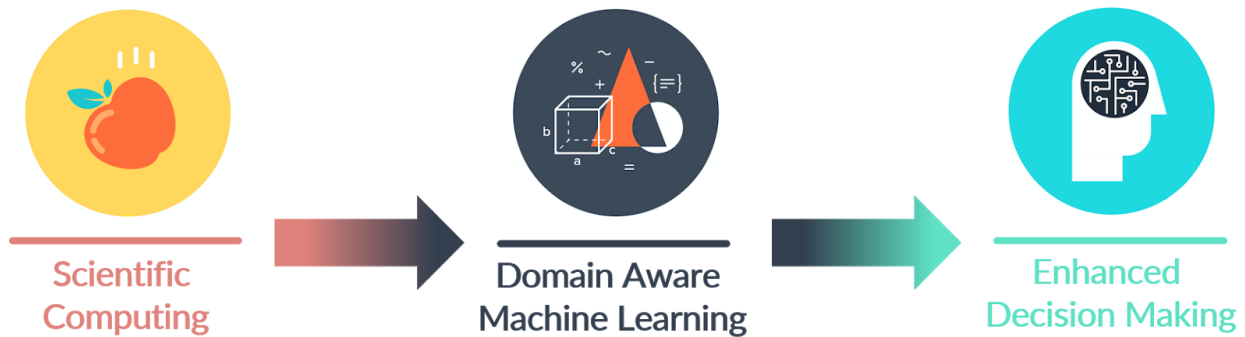 %
~
−
+
{=}
b
c
a
=
Scientific
Computing
Domain Aware
Machine Learning
Enhanced
Decision Making